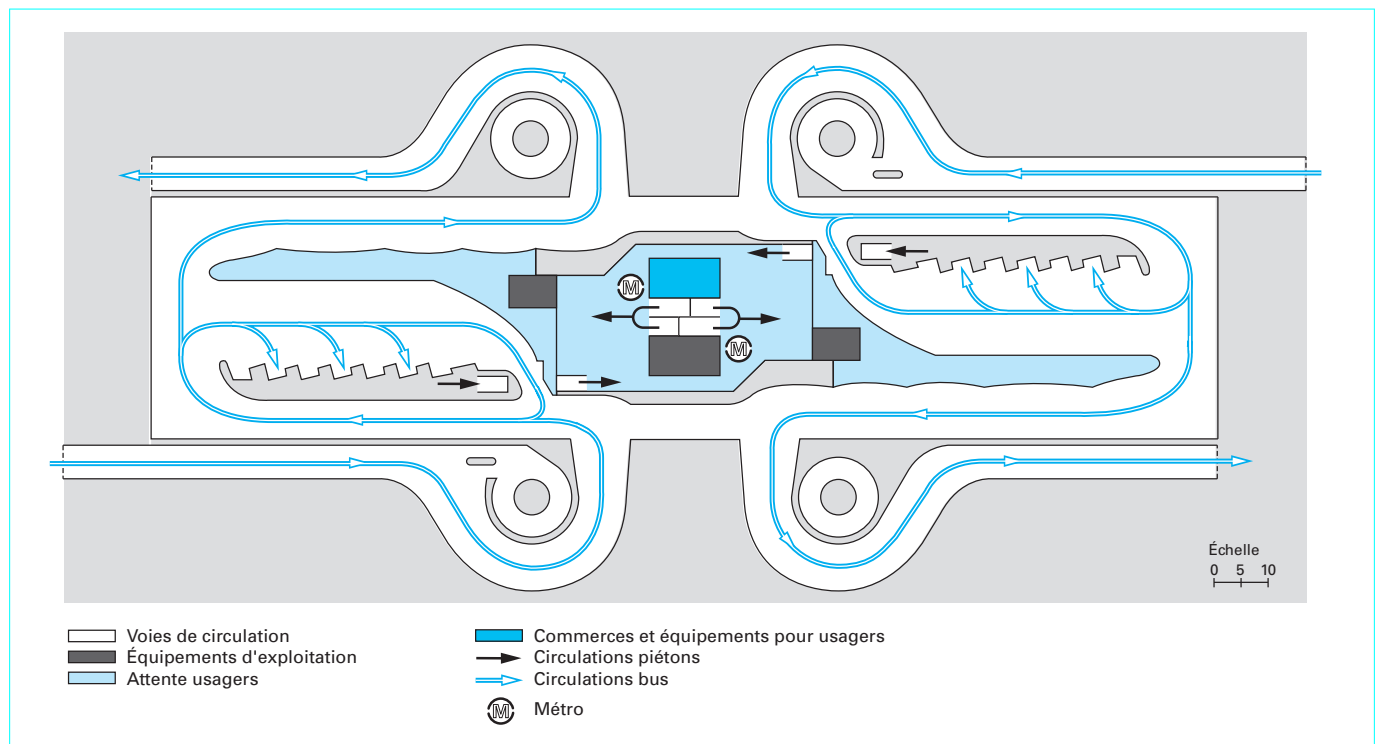 M
M
Échelle
0 5 10
Voies de circulation
Équipements d'exploitation
Attente usagers
Commerces et équipements pour usagers
Circulations piétons
Circulations bus
M Métro